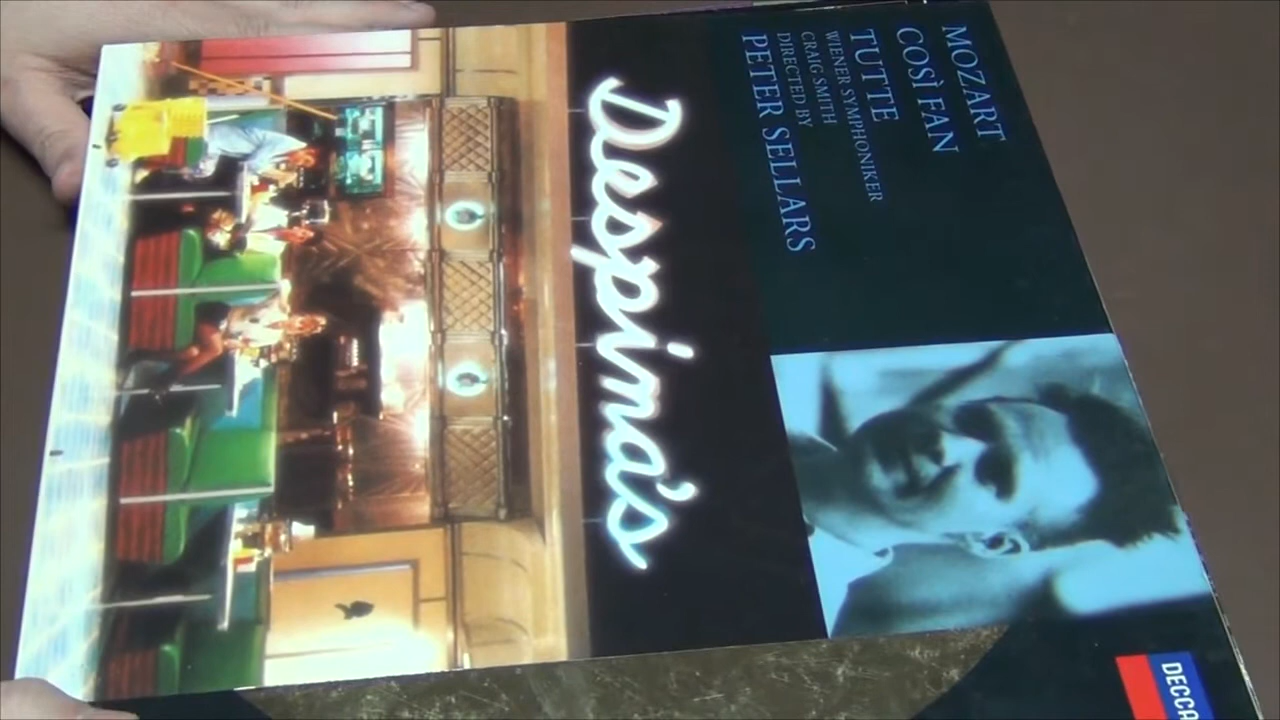 MOZART
COSÌ FAN
TUTTE
WIENER SYMPHONIKER
CRAIG SMITH
DIRECTED BY
PETER SELLARS
Despina's
DECCA